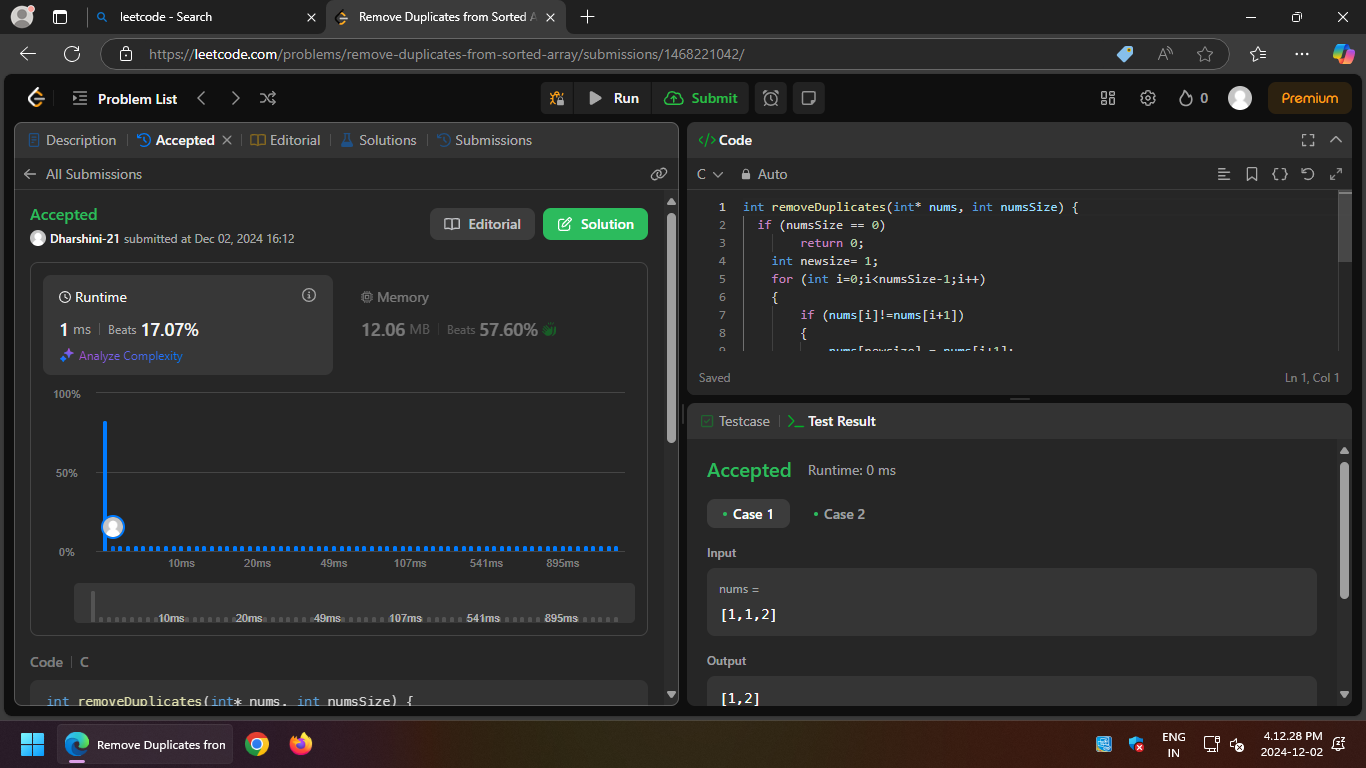 leetcode - Search
Remove Duplicates from Sorted A
https://leetcode.com/problems/remove-duplicates-from-sorted-array/submissions/1468221042/
Problem List
Run
Submit
0
Premium
Description
Accepted
Editorial
Solutions
Submissions
All Submissions
Accepted
Dharshini-21 submitted at Dec 02, 2024 16:12
Editorial
Solution
Runtime
1 ms | Beats 17.07%
Analyze Complexity
Memory
12.06 MB | Beats 57.60%
100%
50%
0%
10ms 20ms 49ms 107ms 541ms 895ms
10ms 20ms 49ms 107ms 541ms 895ms
Code | C
int removeDuplicates(int* nums, int numsSize) {
</> Code
C
Auto
1 int removeDuplicates(int* nums, int numsSize) {
2 if (numsSize == 0)
3 return 0;
4 int newsize= 1;
5 for (int i=0;i<numsSize-1;i++)
6 {
7 if (nums[i]!=nums[i+1])
8 {
9 nums[newsize] = nums[i+1];
Saved
Ln 1, Col 1
Testcase
Test Result
Accepted
Runtime: 0 ms
Case 1
Case 2
Input
nums =
[1,1,2]
Output
[1,2]
Remove Duplicates fron
ENG
IN
4.12.28 PM
2024-12-02